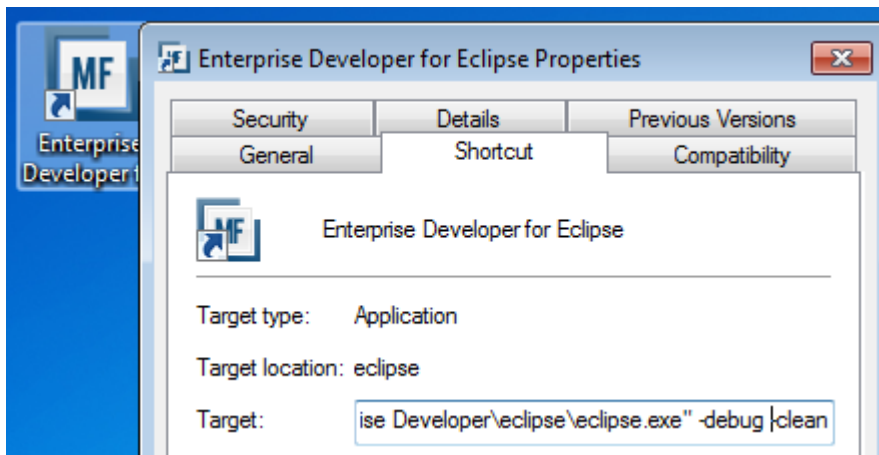 MF
Enterprise
Developer f
Enterprise Developer for Eclipse Properties
Security Details Previous Versions
General Shortcut Compatibility
MF
Enterprise Developer for Eclipse
Target type: Application
Target location: eclipse
Target: ise Developer\eclipse\eclipse.exe" -debug -clean